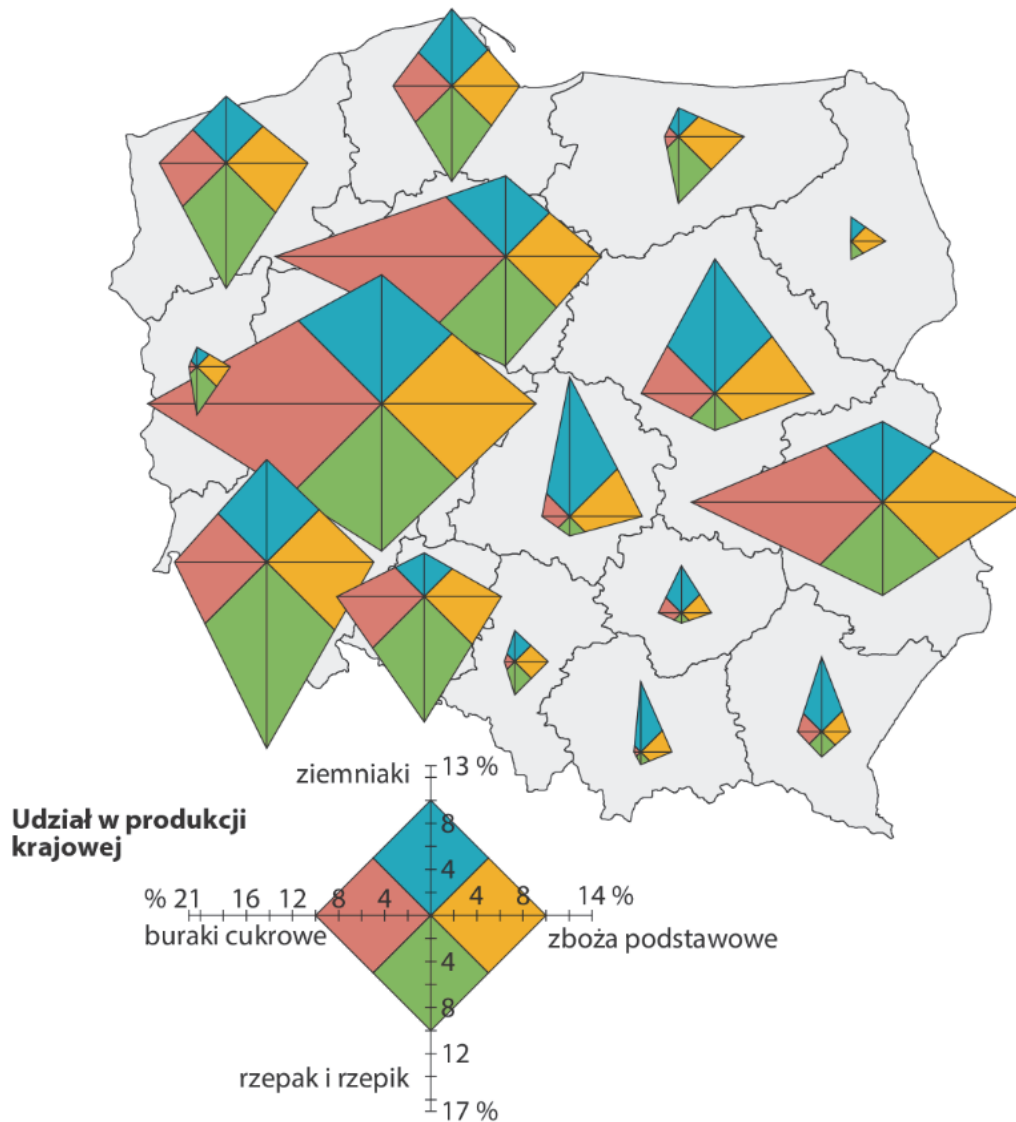 ziemniaki 13 %
Udział w produkcji
krajowej
8
4
% 21 16 12 8 4 4 8 14 %
buraki cukrowe zboża podstawowe
4
8
12
rzepak i rzepik
17 %